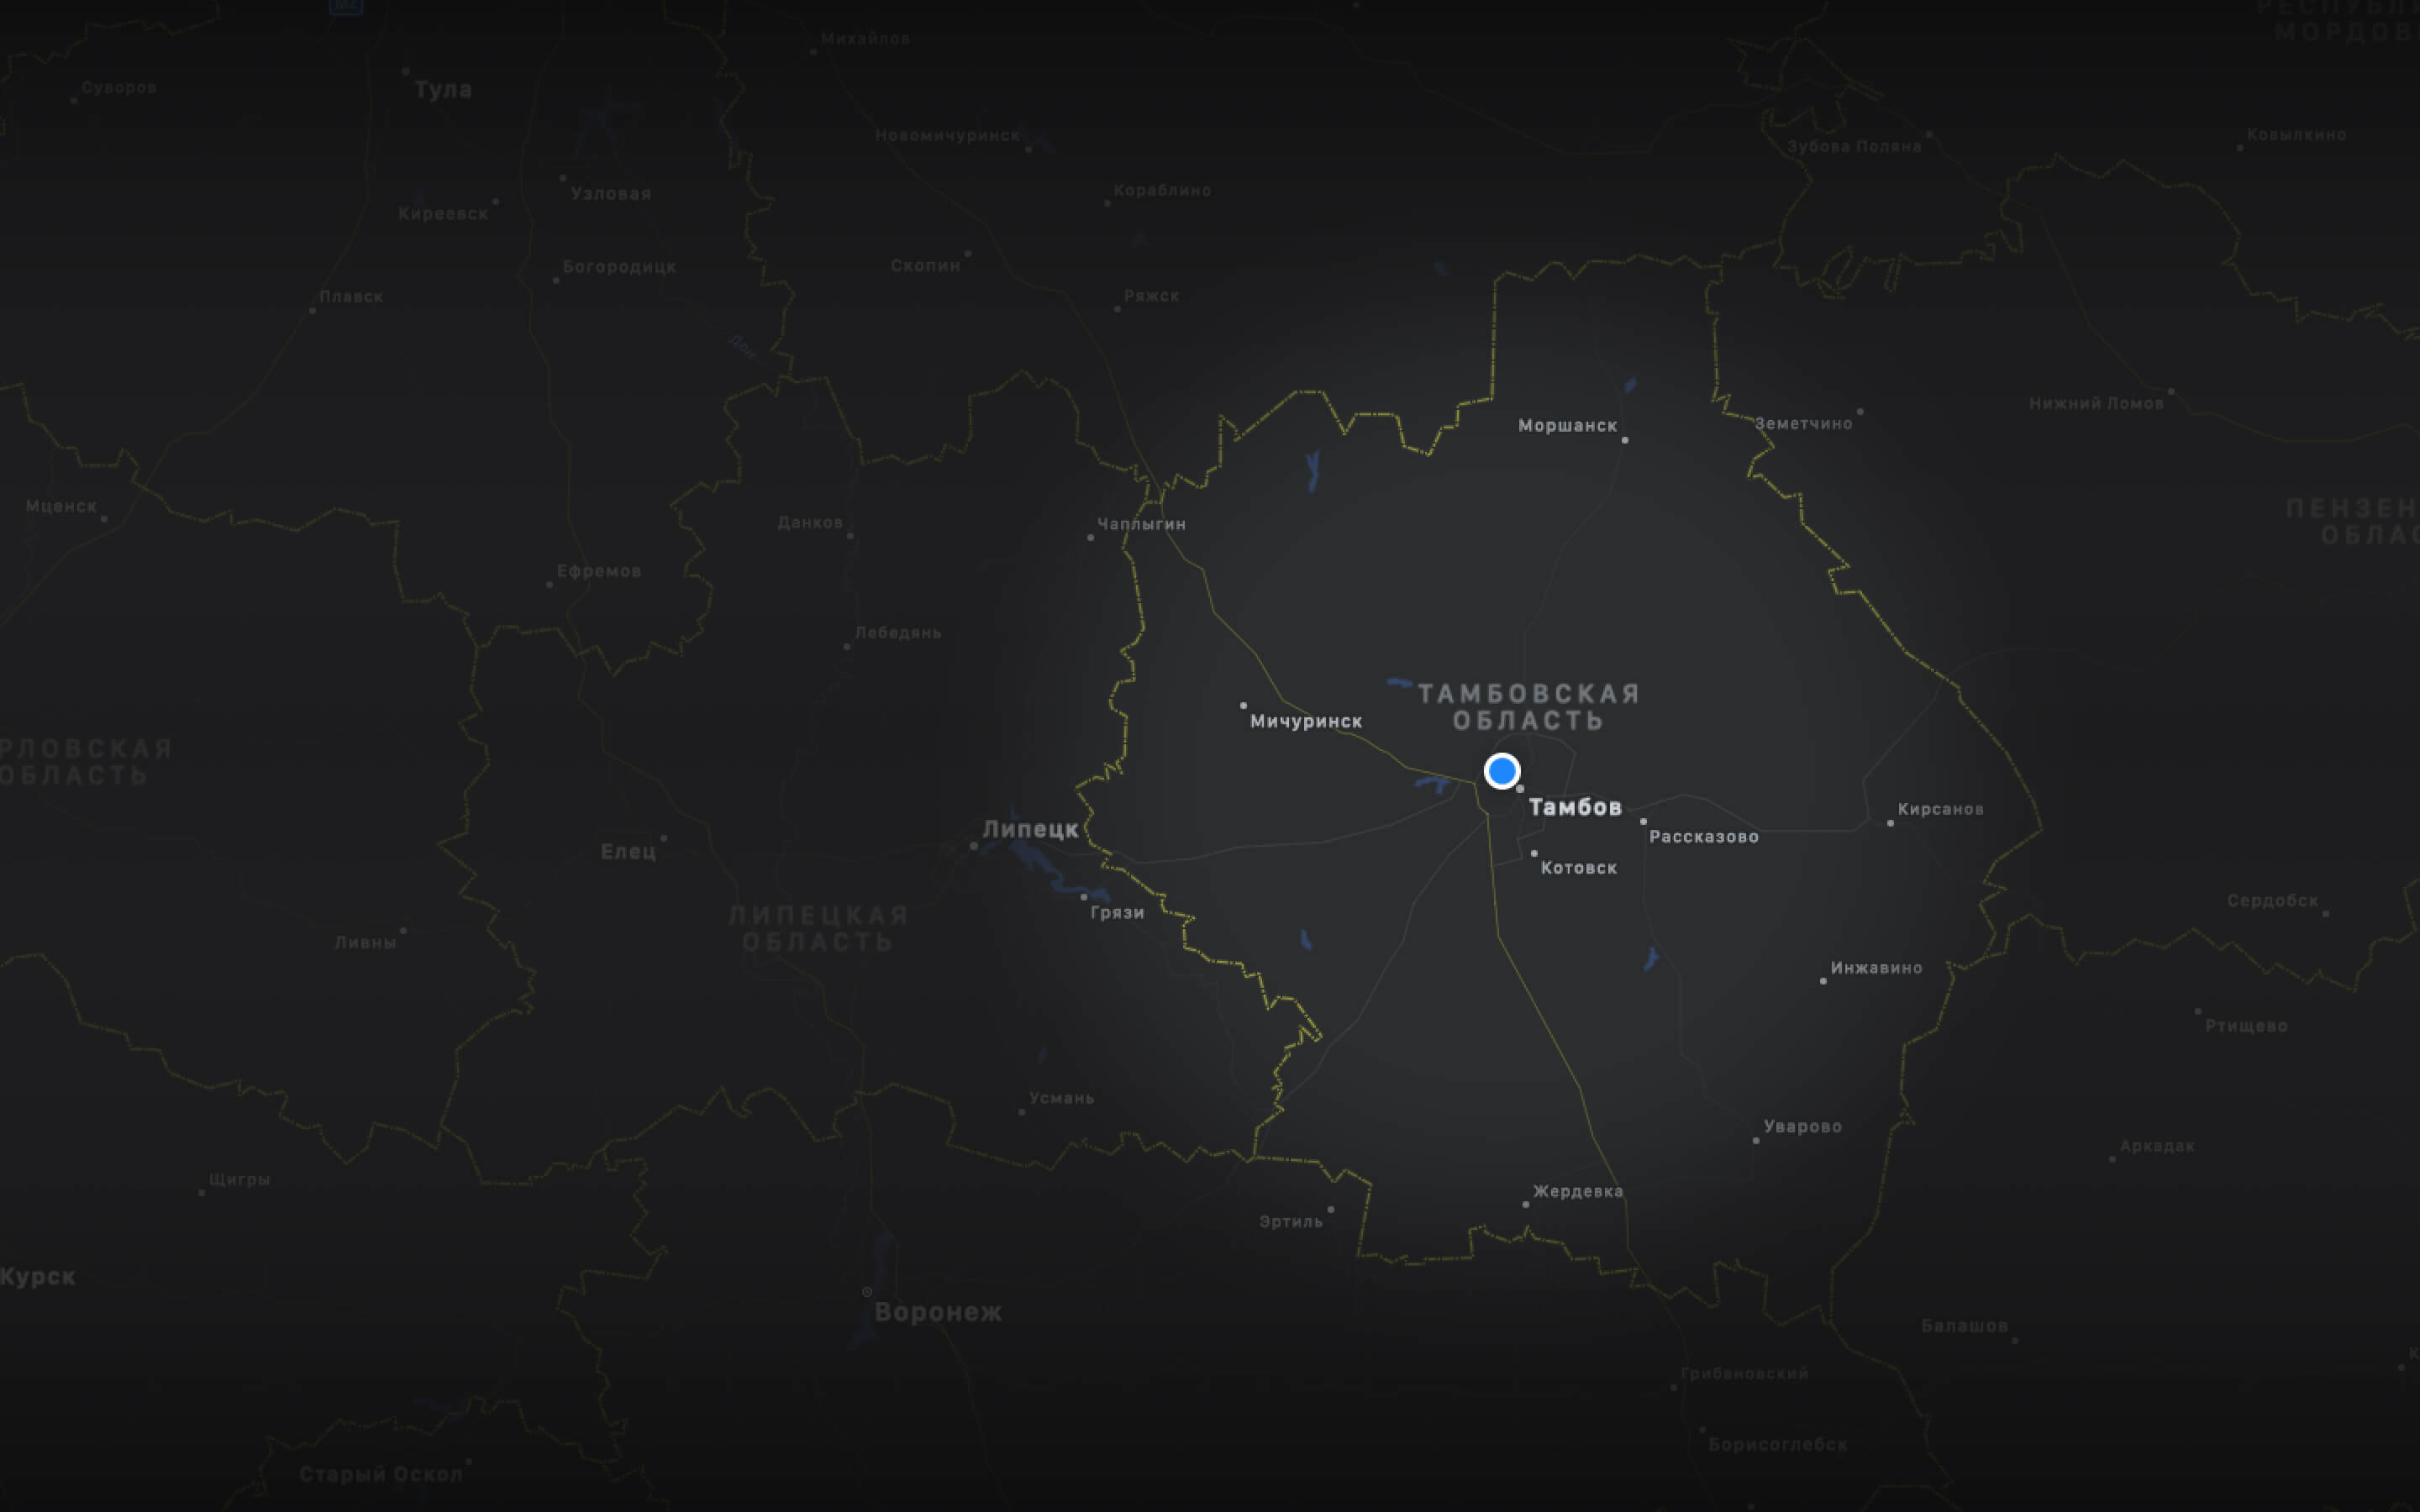 М2
РЕСПУБЛ
МОРДОВ
Михайлов
Суворов
Тула
Новомичуринск
Ковылкино
Зубова Поляна
Узловая
Кораблино
Киреевск
Богородицк
Скопин
Плавск
Ряжск
Дон
Нижний Ломов
Моршанск
Земетчино
Мценск
ПЕНЗЕН
ОБЛАС
Данков
Чаплыгин
Ефремов
Лебедянь
ТАМБОВСКАЯ
ОБЛАСТЬ
Мичуринск
РЛОВСКАЯ
ОБЛАСТЬ
Тамбов
Кирсанов
Липецк
Рассказово
Елец
Котовск
Сердобск
Грязи
ЛИПЕЦКАЯ
ОБЛАСТЬ
Ливны
Инжавино
Ртищево
Усмань
Уварово
Аркадак
Щигры
Жердевка
Эртиль
Курск
Воронеж
Балашов
Грибановский
Борисоглебск
Старый Оскол